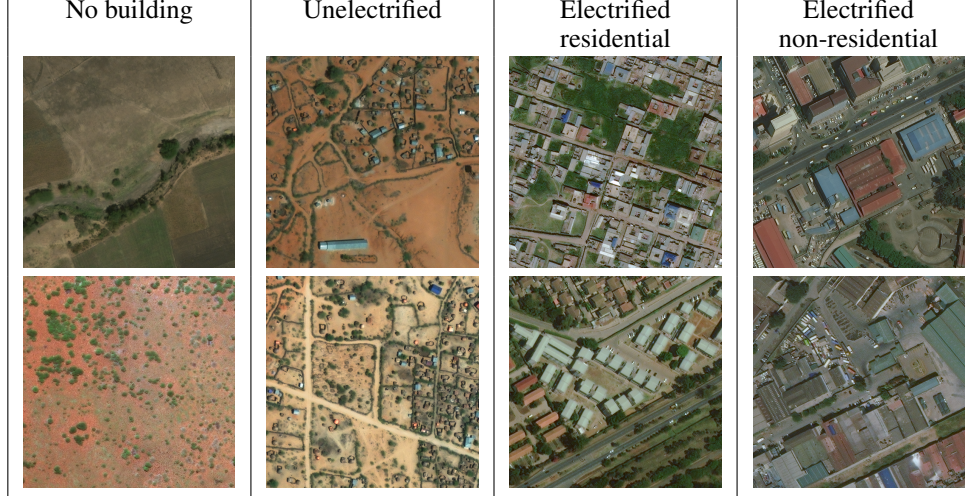 No building
Unelectrified
Electrified
residential
Electrified
non-residential